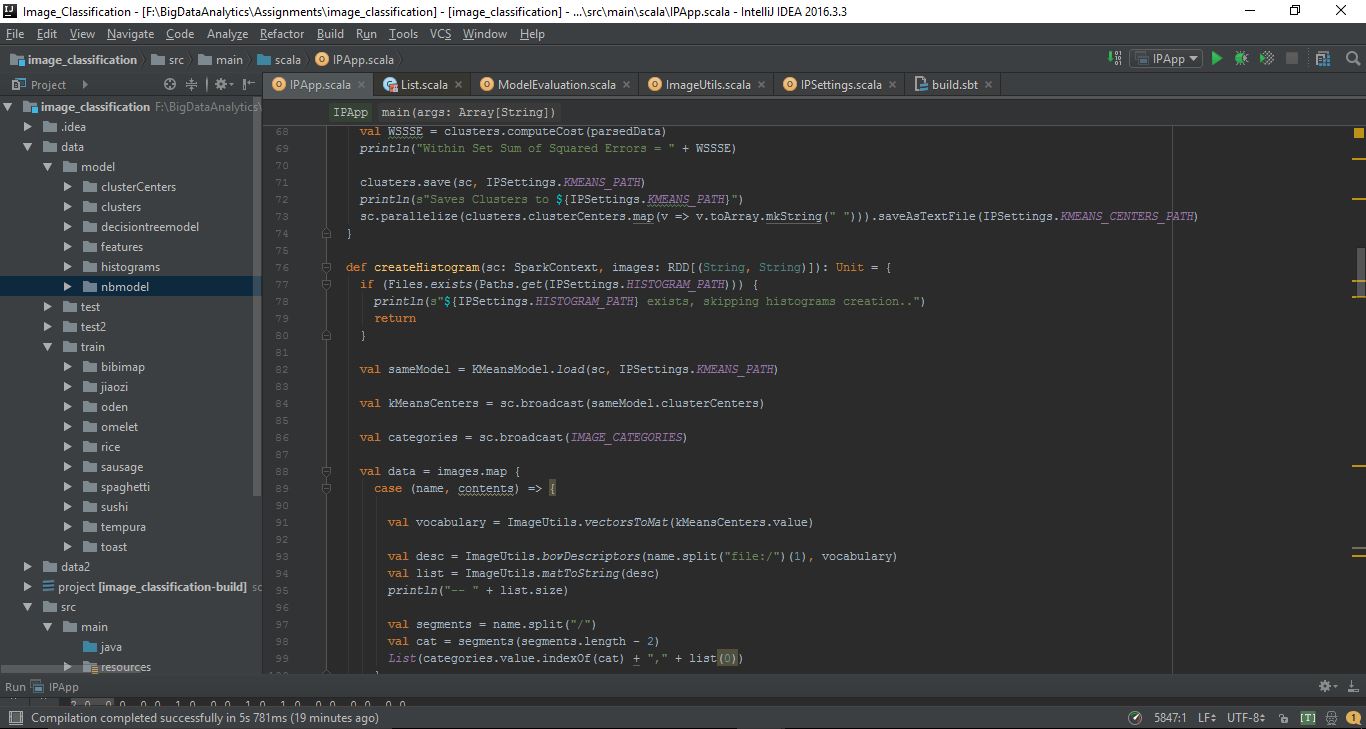 Image_Classification - [F:\BigDataAnalytics\Assignments\image_classification] - [image_classification] - ...\src\main\scala\IPApp.scala - IntelliJ IDEA 2016.3.3
File Edit View Navigate Code Analyze Refactor Build Run Tools VCS Window Help
image_classification src main scala IPApp.scala IPApp
Project
IPApp.scala List.scala ModelEvaluation.scala ImageUtils.scala IPSettings.scala build.sbt
image_classification F:\BigDataAnalytics\
.idea
data
model
clusterCenters
clusters
decisiontreemodel
features
histograms
nbmodel
test
test2
train
bibimap
jiaozi
oden
omelet
rice
sausage
spaghetti
sushi
tempura
toast
data2
project [image_classification-build] so
src
main
java
resources
IPApp main(args: Array[String])
68 val WSSSE = clusters.computeCost(parsedData)
69 println("Within Set Sum of Squared Errors = " + WSSSE)
70
71 clusters.save(sc, IPSettings.KMEANS_PATH)
72 println(s"Saves Clusters to ${IPSettings.KMEANS_PATH}")
73 sc.parallelize(clusters.clusterCenters.map(v => v.toArray.mkString(" "))).saveAsTextFile(IPSettings.KMEANS_CENTERS_PATH)
74 }
75
76 def createHistogram(sc: SparkContext, images: RDD[(String, String)]): Unit = {
77 if (Files.exists(Paths.get(IPSettings.HISTOGRAM_PATH))) {
78 println(s"${IPSettings.HISTOGRAM_PATH} exists, skipping histograms creation..")
79 return
80 }
81
82 val sameModel = KMeansModel.load(sc, IPSettings.KMEANS_PATH)
83
84 val kMeansCenters = sc.broadcast(sameModel.clusterCenters)
85
86 val categories = sc.broadcast(IMAGE_CATEGORIES)
87
88 val data = images.map {
89 case (name, contents) => {
90
91 val vocabulary = ImageUtils.vectorsToMat(kMeansCenters.value)
92
93 val desc = ImageUtils.bowDescriptors(name.split("file:/")(1), vocabulary)
94 val list = ImageUtils.matToString(desc)
95 println("-- " + list.size)
96
97 val segments = name.split("/")
98 val cat = segments(segments.length - 2)
99 List(categories.value.indexOf(cat) + "," + list(0))
Run IPApp
Compilation completed successfully in 5s 781ms (19 minutes ago) 5847:1 LF UTF-8 [T] 1